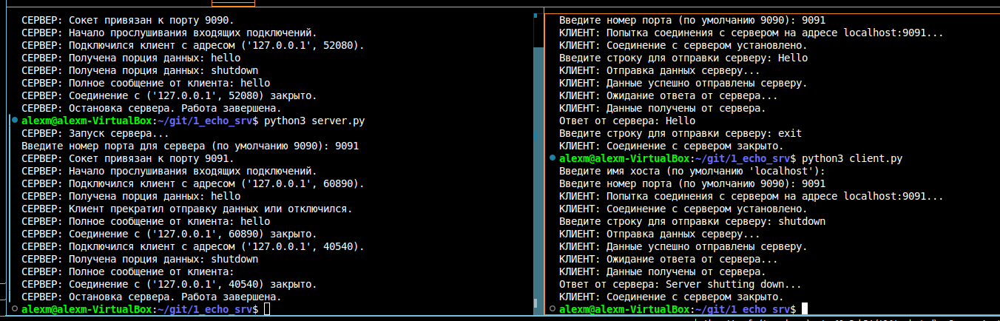 СЕРВЕР: Сокет привязан к порту 9090.
СЕРВЕР: Начало прослушивания входящих подключений.
СЕРВЕР: Подключился клиент с адресом ('127.0.0.1', 52080).
СЕРВЕР: Получена порция данных: hello
СЕРВЕР: Получена порция данных: shutdown
СЕРВЕР: Полное сообщение от клиента: hello
СЕРВЕР: Соединение с ('127.0.0.1', 52080) закрыто.
СЕРВЕР: Остановка сервера. Работа завершена.
alexm@alexm-VirtualBox:~/git/1_echo_srv$ python3 server.py
СЕРВЕР: Запуск сервера...
Введите номер порта для сервера (по умолчанию 9090): 9091
СЕРВЕР: Сокет привязан к порту 9091.
СЕРВЕР: Начало прослушивания входящих подключений.
СЕРВЕР: Подключился клиент с адресом ('127.0.0.1', 60890).
СЕРВЕР: Получена порция данных: hello
СЕРВЕР: Клиент прекратил отправку данных или отключился.
СЕРВЕР: Полное сообщение от клиента: hello
СЕРВЕР: Соединение с ('127.0.0.1', 60890) закрыто.
СЕРВЕР: Подключился клиент с адресом ('127.0.0.1', 40540).
СЕРВЕР: Получена порция данных: shutdown
СЕРВЕР: Полное сообщение от клиента:
СЕРВЕР: Соединение с ('127.0.0.1', 40540) закрыто.
СЕРВЕР: Остановка сервера. Работа завершена.
alexm@alexm-VirtualBox:~/git/1_echo_srv$
Введите номер порта (по умолчанию 9090): 9091
КЛИЕНТ: Попытка соединения с сервером на адресе localhost:9091...
КЛИЕНТ: Соединение с сервером установлено.
Введите строку для отправки серверу: Hello
КЛИЕНТ: Отправка данных серверу...
КЛИЕНТ: Данные успешно отправлены серверу.
КЛИЕНТ: Ожидание ответа от сервера...
КЛИЕНТ: Данные получены от сервера.
Ответ от сервера: Hello
Введите строку для отправки серверу: exit
КЛИЕНТ: Соединение с сервером закрыто.
alexm@alexm-VirtualBox:~/git/1_echo_srv$ python3 client.py
Введите имя хоста (по умолчанию 'localhost'):
Введите номер порта (по умолчанию 9090): 9091
КЛИЕНТ: Попытка соединения с сервером на адресе localhost:9091...
КЛИЕНТ: Соединение с сервером установлено.
Введите строку для отправки серверу: shutdown
КЛИЕНТ: Отправка данных серверу...
КЛИЕНТ: Данные успешно отправлены серверу.
КЛИЕНТ: Ожидание ответа от сервера...
КЛИЕНТ: Данные получены от сервера.
Ответ от сервера: Server shutting down...
КЛИЕНТ: Соединение с сервером закрыто.
alexm@alexm-VirtualBox:~/git/1_echo_srv$